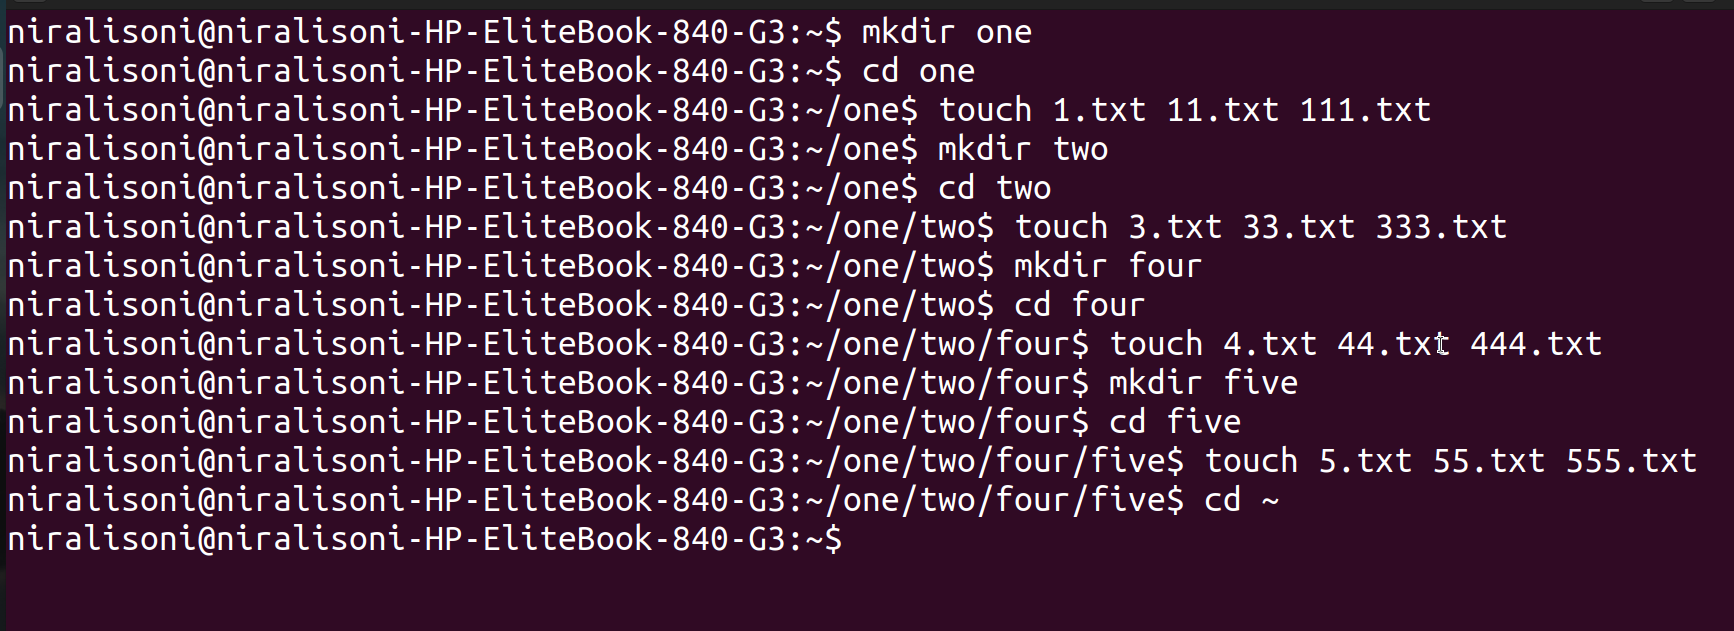 niralisoni@niralisoni-HP-EliteBook-840-G3:~$ mkdir one
niralisoni@niralisoni-HP-EliteBook-840-G3:~$ cd one
niralisoni@niralisoni-HP-EliteBook-840-G3:~/one$ touch 1.txt 11.txt 111.txt
niralisoni@niralisoni-HP-EliteBook-840-G3:~/one$ mkdir two
niralisoni@niralisoni-HP-EliteBook-840-G3:~/one$ cd two
niralisoni@niralisoni-HP-EliteBook-840-G3:~/one/two$ touch 3.txt 33.txt 333.txt
niralisoni@niralisoni-HP-EliteBook-840-G3:~/one/two$ mkdir four
niralisoni@niralisoni-HP-EliteBook-840-G3:~/one/two$ cd four
niralisoni@niralisoni-HP-EliteBook-840-G3:~/one/two/four$ touch 4.txt 44.txt 444.txt
niralisoni@niralisoni-HP-EliteBook-840-G3:~/one/two/four$ mkdir five
niralisoni@niralisoni-HP-EliteBook-840-G3:~/one/two/four$ cd five
niralisoni@niralisoni-HP-EliteBook-840-G3:~/one/two/four/five$ touch 5.txt 55.txt 555.txt
niralisoni@niralisoni-HP-EliteBook-840-G3:~/one/two/four/five$ cd ~
niralisoni@niralisoni-HP-EliteBook-840-G3:~$